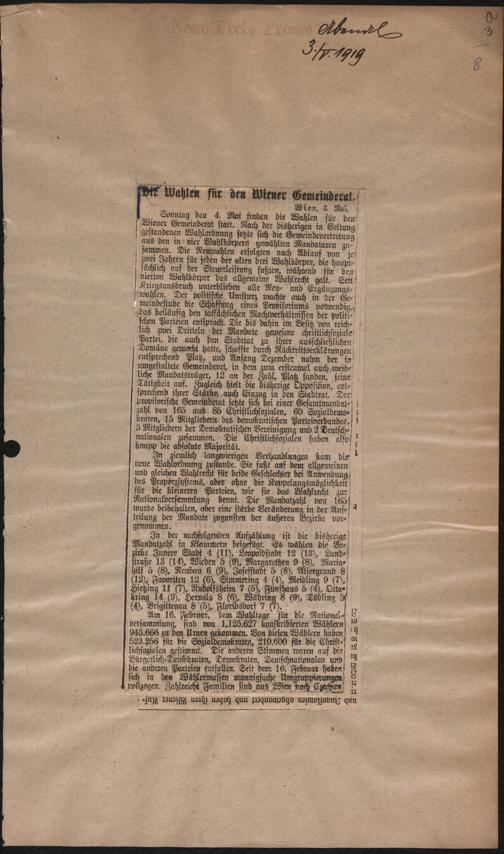 Neue Freie Presse
Abendbl
3./V. 1919
3
8
Die Wahlen für den Wiener Gemeinderat.
Wien, 3. Mai.
Sonntag den 4. Mai finden die Wahlen für den
Wiener Gemeinderat statt. Nach der bisherigen in Geltung
gestandenen Wahlordnung setzte sich die Gemeindevertretung
aus den in vier Wahlkörpern gewählten Mandataren zu-
sammen. Die Neuwahlen erfolgten nach Ablauf von je
zwei Jahren für jeden der alten drei Wahlkörper, die haupt-
sächlich auf der Steuerleistung fußten, während für den
vierten Wahlkörper das allgemeine Wahlrecht galt. Seit
Kriegsausbruch unterblieben alle Neu- und Ergänzungs-
wahlen. Der politische Umsturz machte auch in der Ge-
meindestube die Schaffung eines Provisoriums notwendig,
das beiläufig den tatsächlichen Machtverhältnissen der politi-
schen Parteien entsprach. Die bis dahin im Besitz von reich-
lich zwei Dritteln der Mandate gewesene christlichsoziale
Partei, die auch den Stadtrat zu ihrer ausschließlichen
Domäne gemacht hatte, schaffte durch Rücktrittserklärungen
entsprechend Platz, und Anfang Dezember nahm der so
umgestaltete Gemeinderat, in dem zum erstenmal auch weib-
liche Mandatsträger, 12 an der Zahl, Platz fanden, seine
Tätigkeit auf. Zugleich hielt die bisherige Opposition, ent-
sprechend ihrer Stärke, auch Einzug in den Stadtrat. Der
provisorische Gemeinderat setzte sich bei einer Gesamtmandat-
zahl von 165 aus 85 Christlichsozialen, 60 Sozialdemo-
kraten, 15 Mitgliedern des demokratischen Parteiverbandes,
3 Mitgliedern der Demokratischen Vereinigung und 2 Deutsch-
nationalen zusammen. Die Christlichsozialen haben also
knapp die absolute Majorität.
In ziemlich langwierigen Verhandlungen kam die
neue Wahlordnung zustande. Sie fußt auf dem allgemeinen
und gleichen Wahlrecht für beide Geschlechter bei Anwendung
des Proporzsystems, aber ohne die Koppelungsmöglichkeit
für die kleineren Parteien, wie sie das Wahlrecht zur
Nationalversammlung kennt. Die Mandatzahl von 165
wurde beibehalten, aber eine starke Veränderung in der Auf-
teilung der Mandate zugunsten der äußeren Bezirke vor-
genommen.
In der nachfolgenden Aufzählung ist die bisherige
Mandatzahl in Klammern beigefügt. Es wählen die Be-
zirke Innere Stadt 4 (11), Leopoldstadt 12 (13), Land-
straße 13 (14), Wieden 5 (9), Margarethen 9 (8), Maria-
hilf 5 (8), Neubau 6 (9), Josefstadt 5 (8), Alsergrund 8
(12), Favoriten 12 (6), Simmering 4 (4), Meidling 9 (7),
Hietzing 11 (7), Rudolfsheim 7 (7), Fünfhaus 5 (4), Otta-
kring 14 (9), Hernals 8 (6), Währing 8 (9), Döbling 5
(4), Brigittenau 8 (5), Floridsdorf 7 (7).
Am 16. Februar, dem Wahltage für die National-
versammlung, sind von 1,125.627 konskribierten Wählern
943.666 zu den Urnen gekommen. Von diesen Wählern haben
523.256 für die Sozialdemokraten, 210.600 für die Christ-
lichsozialen gestimmt. Die anderen Stimmen waren auf die
Bürgerlich-Demokraten, Demokraten, Deutschnationalen und
die anderen Parteien entfallen. Seit dem 16. Februar haben
sich in den Wählermassen mannigfache Umgruppierungen
vollzogen. Zahlreiche Familien sind aus Wien nach Czechien